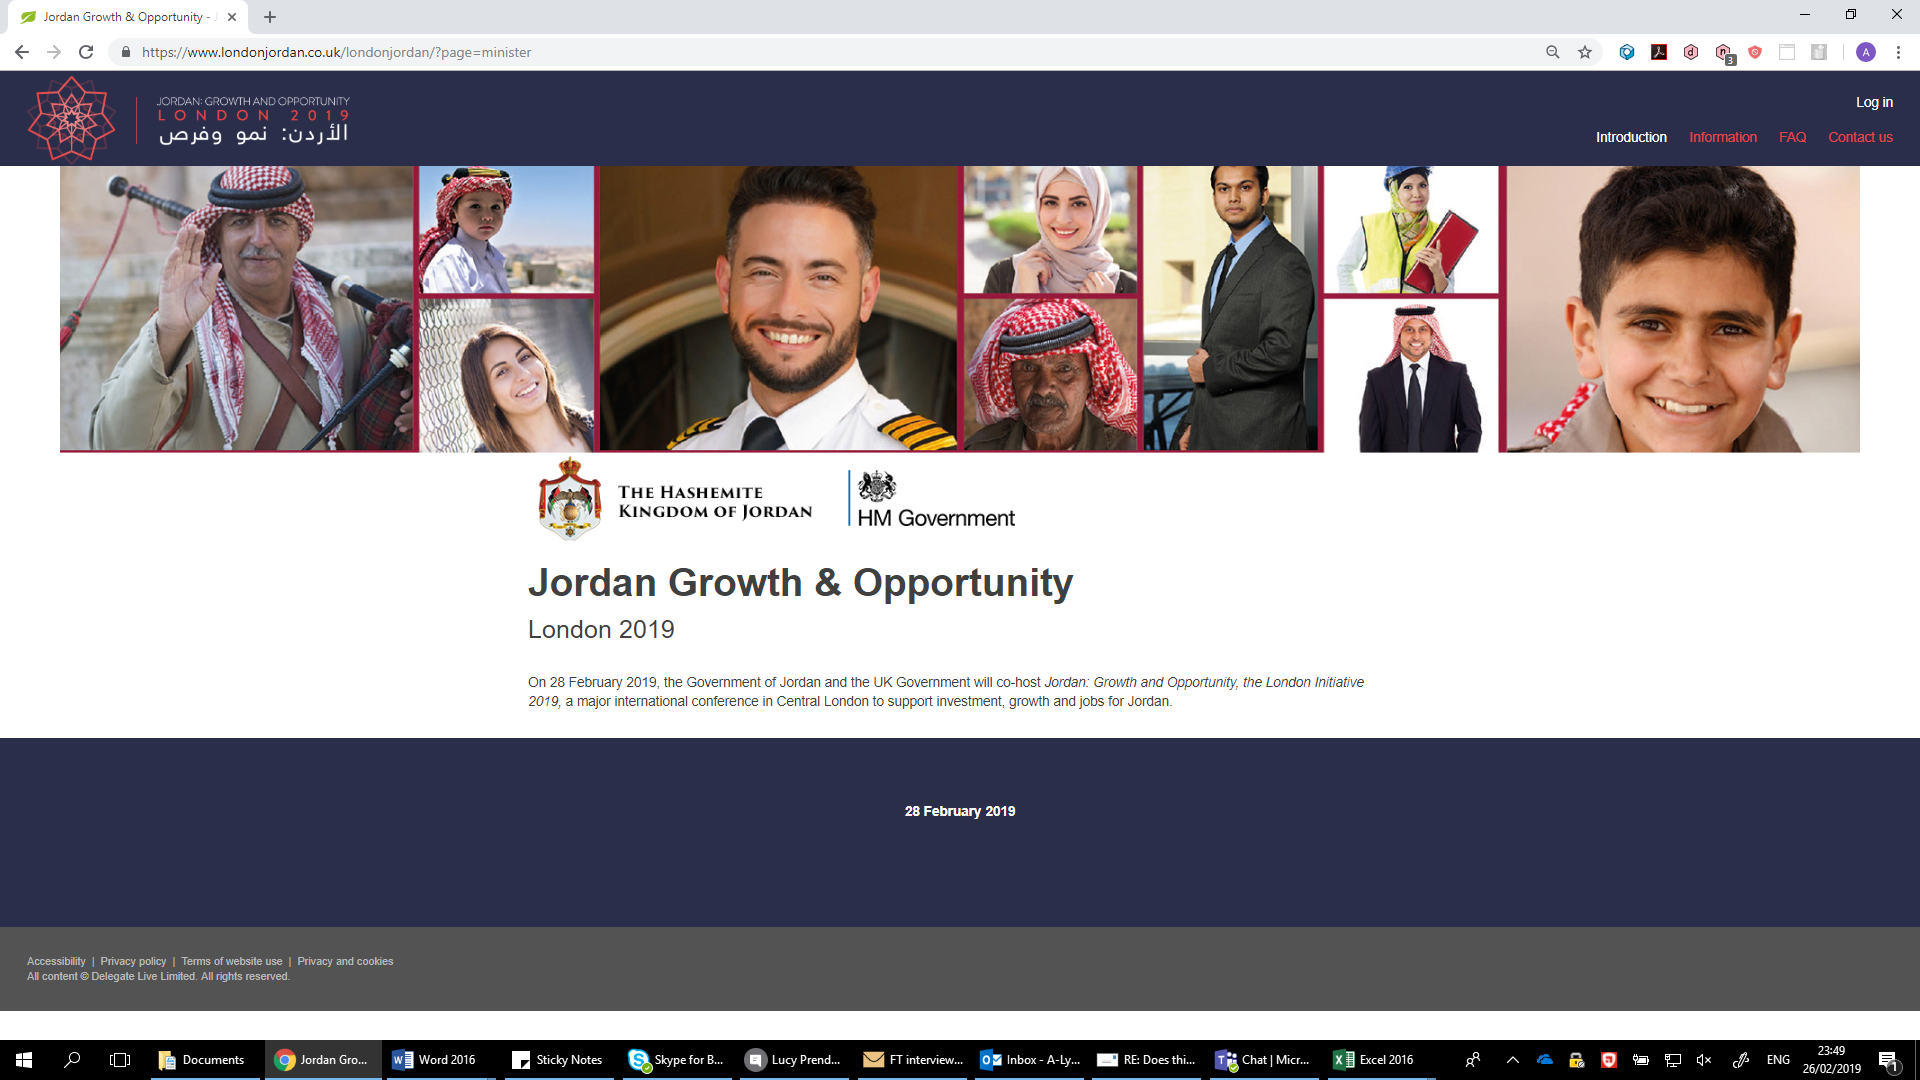 Jordan Growth & Opportunity - J
https://www.londonjordan.co.uk/londonjordan/?page=minister
3
A
JORDAN: GROWTH AND OPPORTUNITY
LONDON 2019
الأردن: نمو وفرص
Log in
Introduction Information FAQ Contact us
THE HASHEMITE
KINGDOM OF JORDAN
HM Government
Jordan Growth & Opportunity
London 2019
On 28 February 2019, the Government of Jordan and the UK Government will co-host Jordan: Growth and Opportunity, the London Initiative
2019, a major international conference in Central London to support investment, growth and jobs for Jordan.
28 February 2019
Accessibility | Privacy policy | Terms of website use | Privacy and cookies
All content © Delegate Live Limited. All rights reserved.
Documents Jordan Gro... Word 2016 Sticky Notes Skype for B... Lucy Prend... FT interview... Inbox - A-Ly... RE: Does thi... Chat | Micr... Excel 2016 ENG
23:49
26/02/2019
1